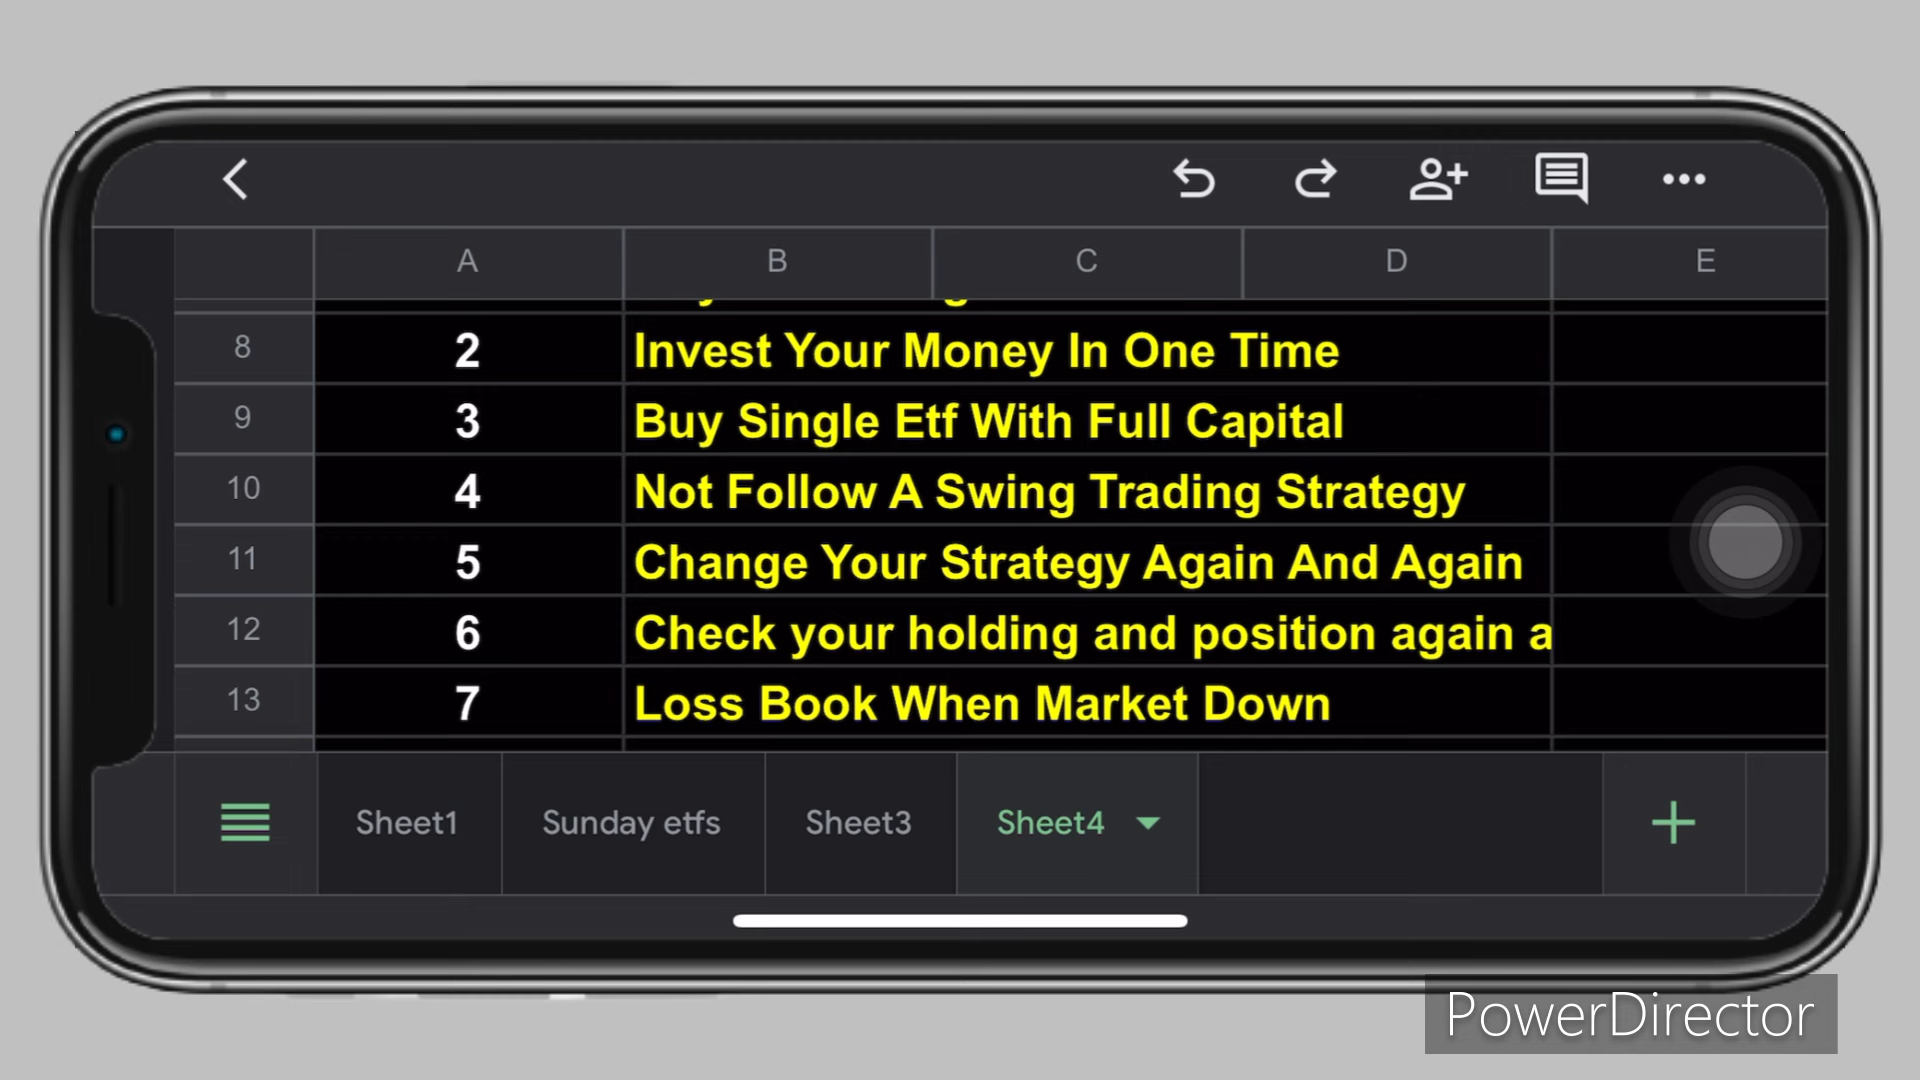 A B C D E
8 2 Invest Your Money In One Time
9 3 Buy Single Etf With Full Capital
10 4 Not Follow A Swing Trading Strategy
11 5 Change Your Strategy Again And Again
12 6 Check your holding and position again a
13 7 Loss Book When Market Down
Sheet1 Sunday etfs Sheet3 Sheet4
PowerDirector